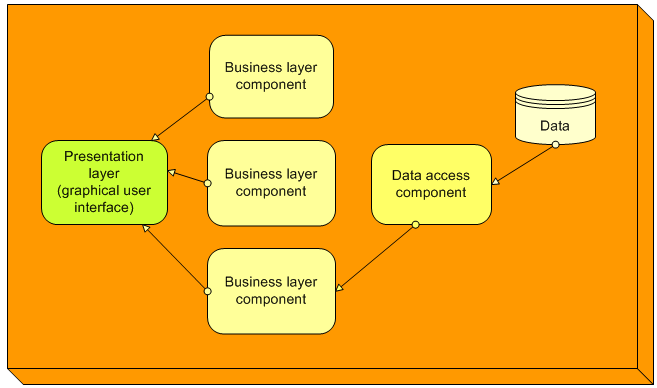 Business layer
component
Presentation
layer
(graphical user
interface)
Business layer
component
Business layer
component
Data access
component
Data